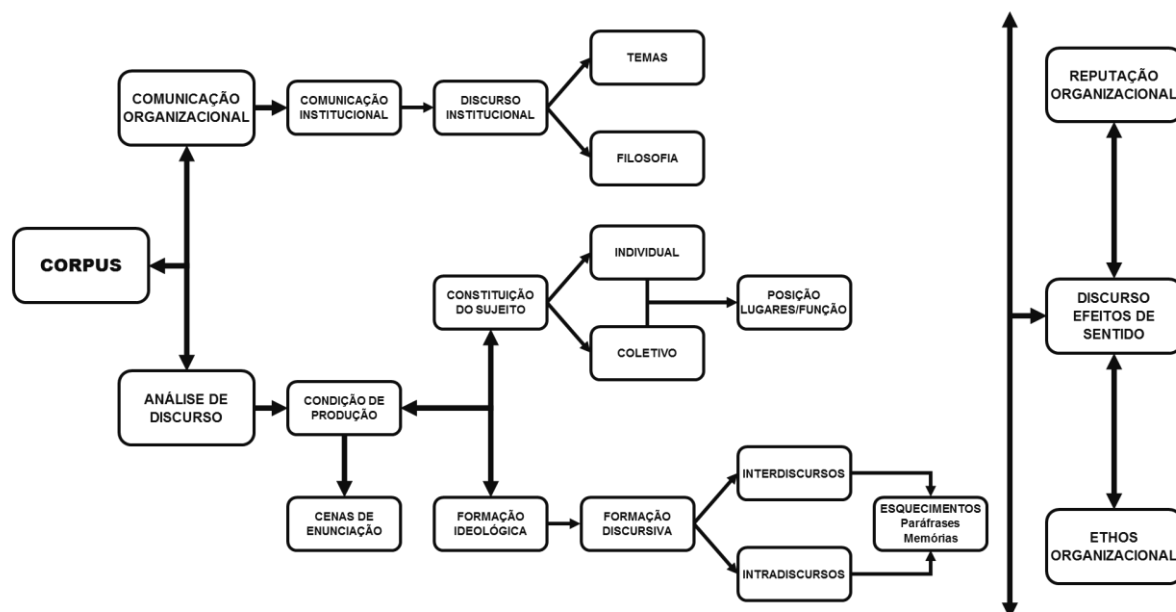 COMUNICAÇÃO
ORGANIZACIONAL
COMUNICAÇÃO
INSTITUCIONAL
DISCURSO
INSTITUCIONAL
TEMAS
FILOSOFIA
CORPUS
ANÁLISE DE
DISCURSO
CONDIÇÃO DE
PRODUÇÃO
CENAS DE
ENUNCIAÇÃO
CONSTITUIÇÃO
DO SUJEITO
INDIVIDUAL
COLETIVO
POSIÇÃO
LUGARES/FUNÇÃO
FORMAÇÃO
IDEOLÓGICA
FORMAÇÃO
DISCURSIVA
INTERDISCURSOS
INTRADISCURSOS
ESQUECIMENTOS
Paráfrases
Memórias
REPUTAÇÃO
ORGANIZACIONAL
DISCURSO
EFEITOS DE
SENTIDO
ETHOS
ORGANIZACIONAL